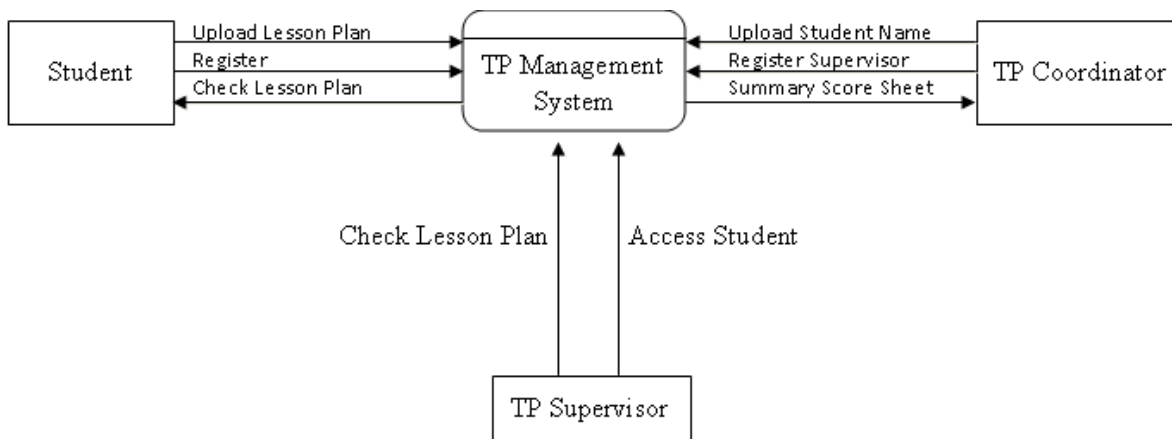 Upload Lesson Plan
Register
Check Lesson Plan
Student
TP Management
System
Upload Student Name
Register Supervisor
Summary Score Sheet
TP Coordinator
Check Lesson Plan
Access Student
TP Supervisor